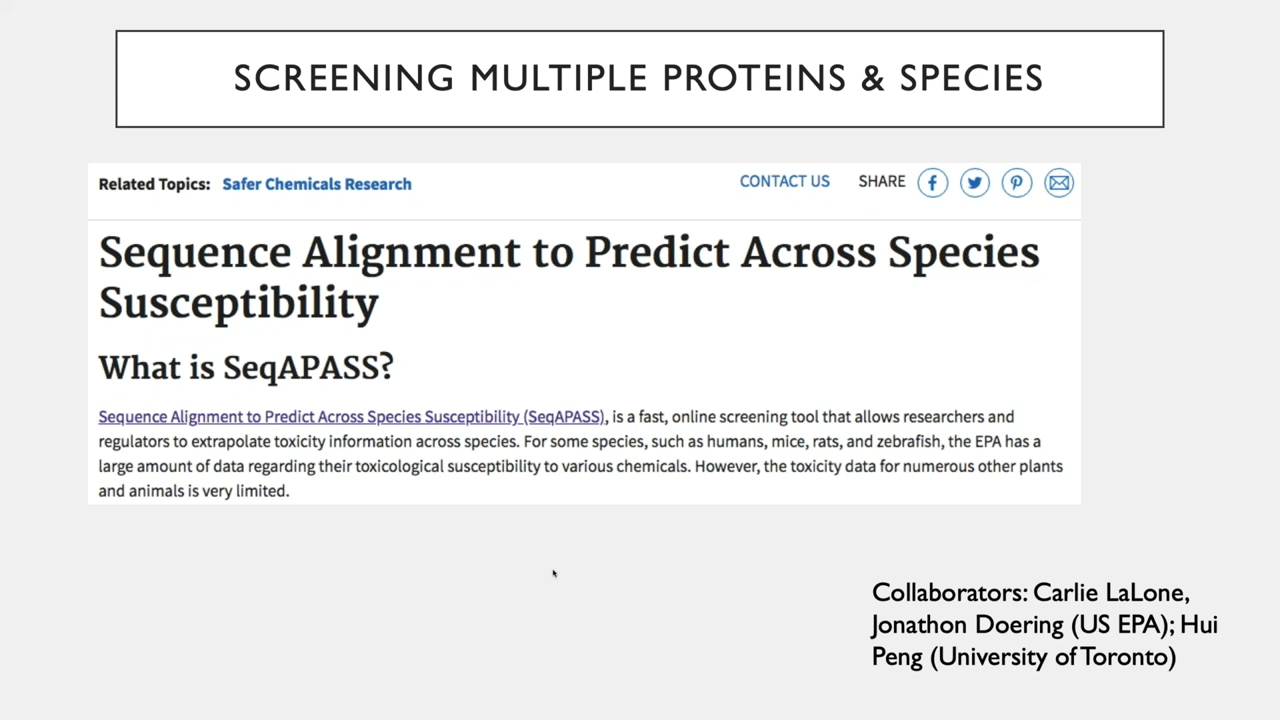 SCREENING MULTIPLE PROTEINS & SPECIES
Related Topics: Safer Chemicals Research
CONTACT US SHARE
Sequence Alignment to Predict Across Species
Susceptibility
What is SeqAPASS?
Sequence Alignment to Predict Across Species Susceptibility (SeqAPASS), is a fast, online screening tool that allows researchers and
regulators to extrapolate toxicity information across species. For some species, such as humans, mice, rats, and zebrafish, the EPA has a
large amount of data regarding their toxicological susceptibility to various chemicals. However, the toxicity data for numerous other plants
and animals is very limited.
Collaborators: Carlie LaLone,
Jonathon Doering (US EPA); Hui
Peng (University of Toronto)